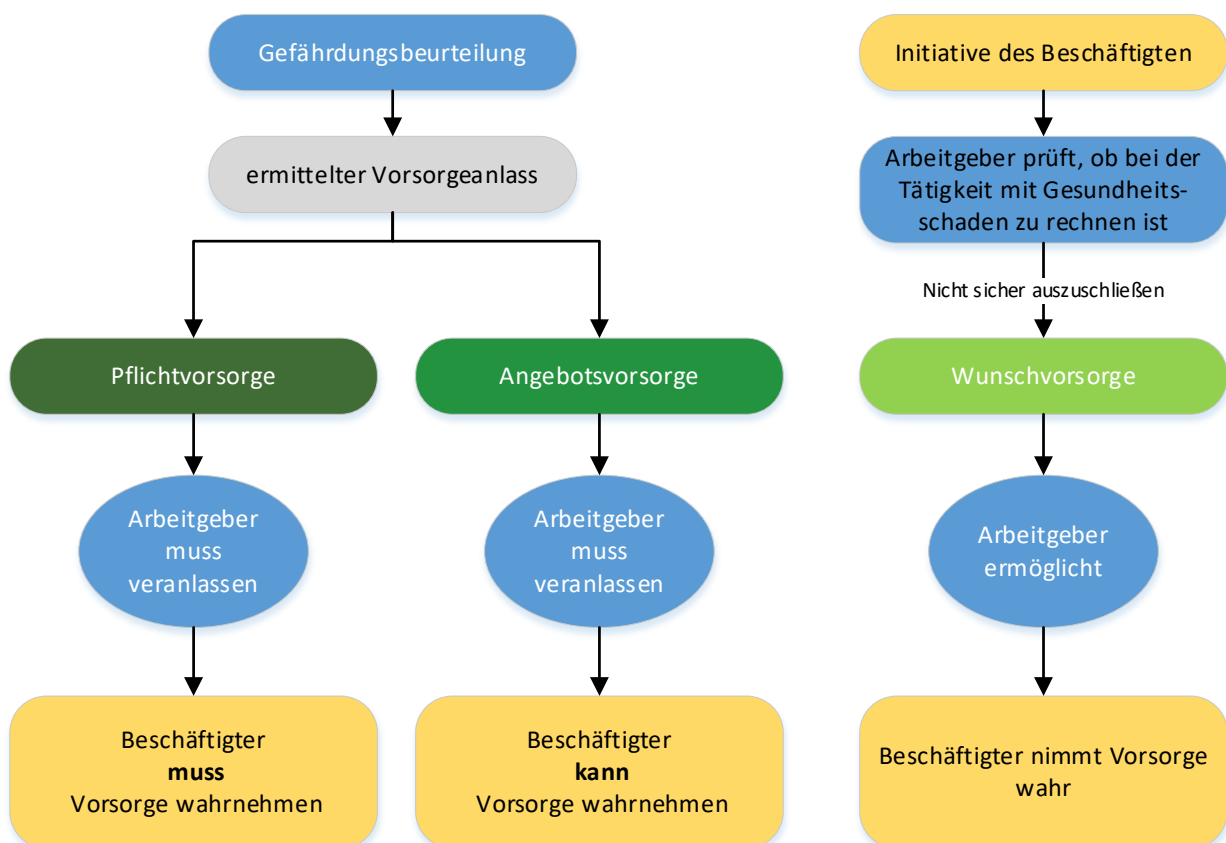 Gefährdungsbeurteilung
ermittelter Vorsorgeanlass
Pflichtvorsorge
Arbeitgeber
muss
veranlassen
Beschäftigter
muss
Vorsorge wahrnehmen
Angebotsvorsorge
Arbeitgeber
muss
veranlassen
Beschäftigter
kann
Vorsorge wahrnehmen
Initiative des Beschäftigten
Arbeitgeber prüft, ob bei der
Tätigkeit mit Gesundheits-
schaden zu rechnen ist
Nicht sicher auszuschließen
Wunschvorsorge
Arbeitgeber
ermöglicht
Beschäftigter nimmt Vorsorge
wahr